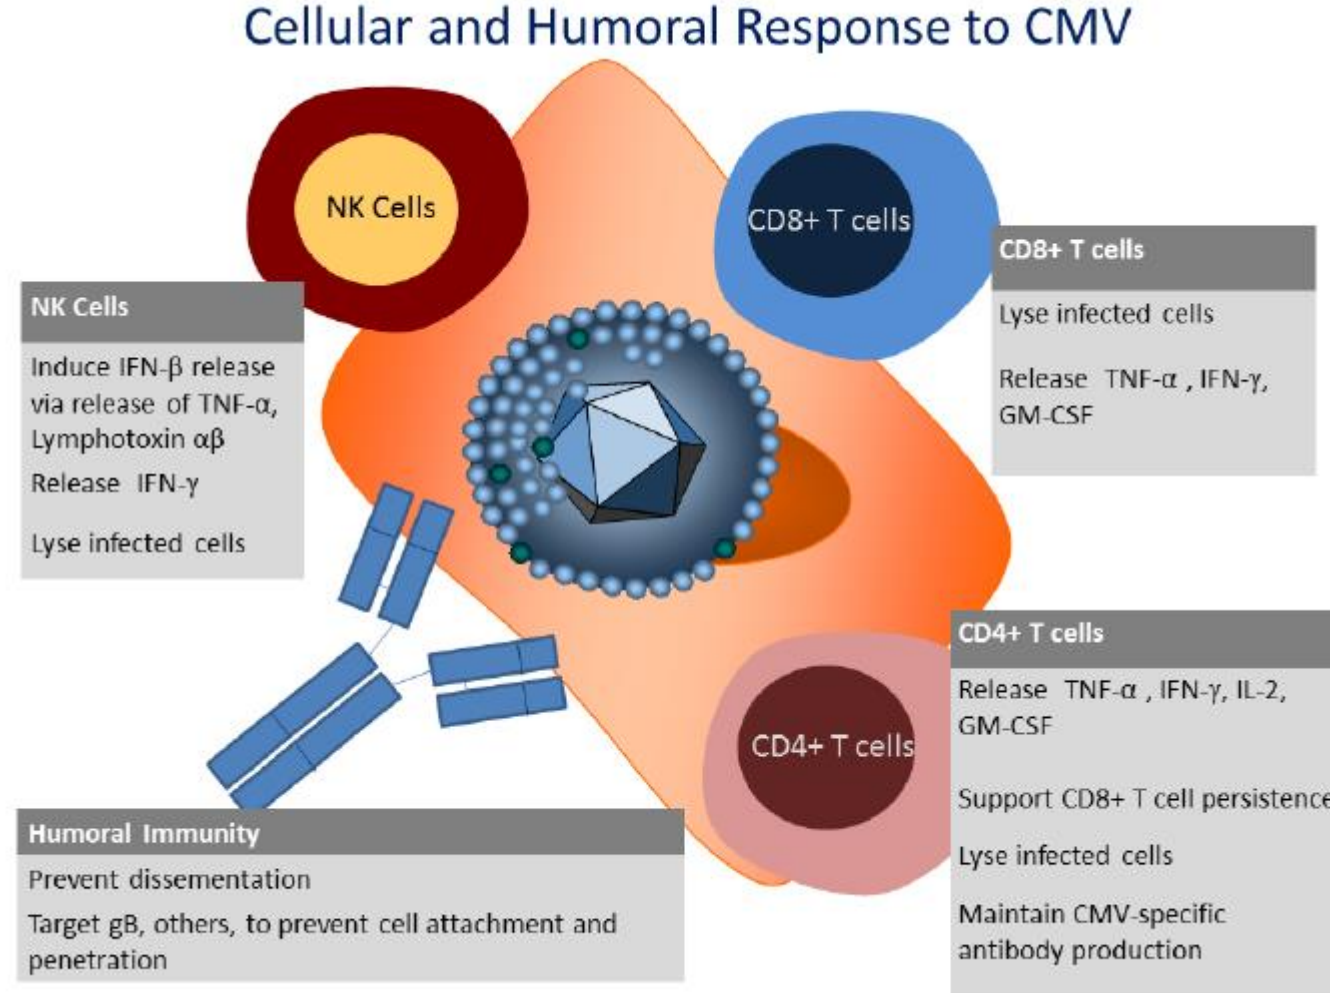 Cellular and Humoral Response to CMV
NK Cells
CD8+ T cells
CD8+ T cells
Lyse infected cells
Release TNF-α , IFN-γ,
GM-CSF
NK Cells
Induce IFN-β release
via release of TNF-α,
Lymphotoxin αβ
Release IFN-γ
Lyse infected cells
CD4+ T cells
CD4+ T cells
Release TNF-α , IFN-γ, IL-2,
GM-CSF
Support CD8+ T cell persistence
Lyse infected cells
Maintain CMV-specific
antibody production
Humoral Immunity
Prevent dissementation
Target gB, others, to prevent cell attachment and
penetration